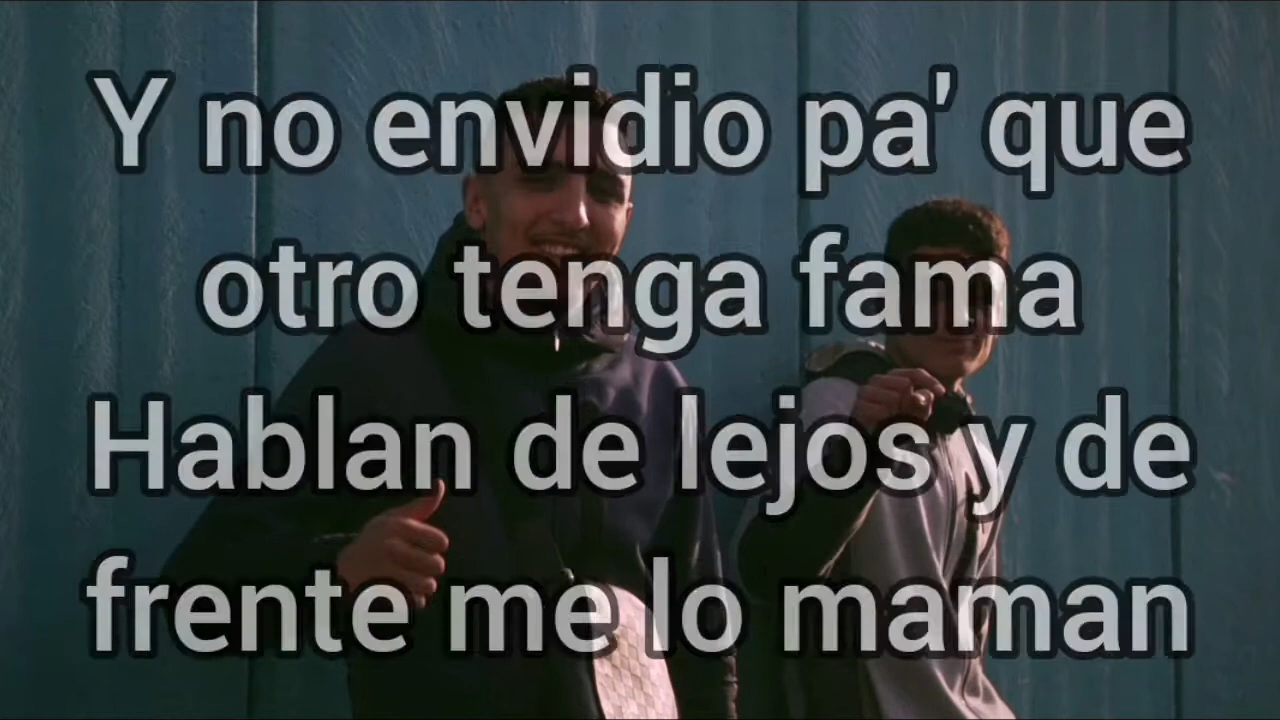 Y no envidio pa' que
otro tenga fama
Hablan de lejos y de
frente me lo maman